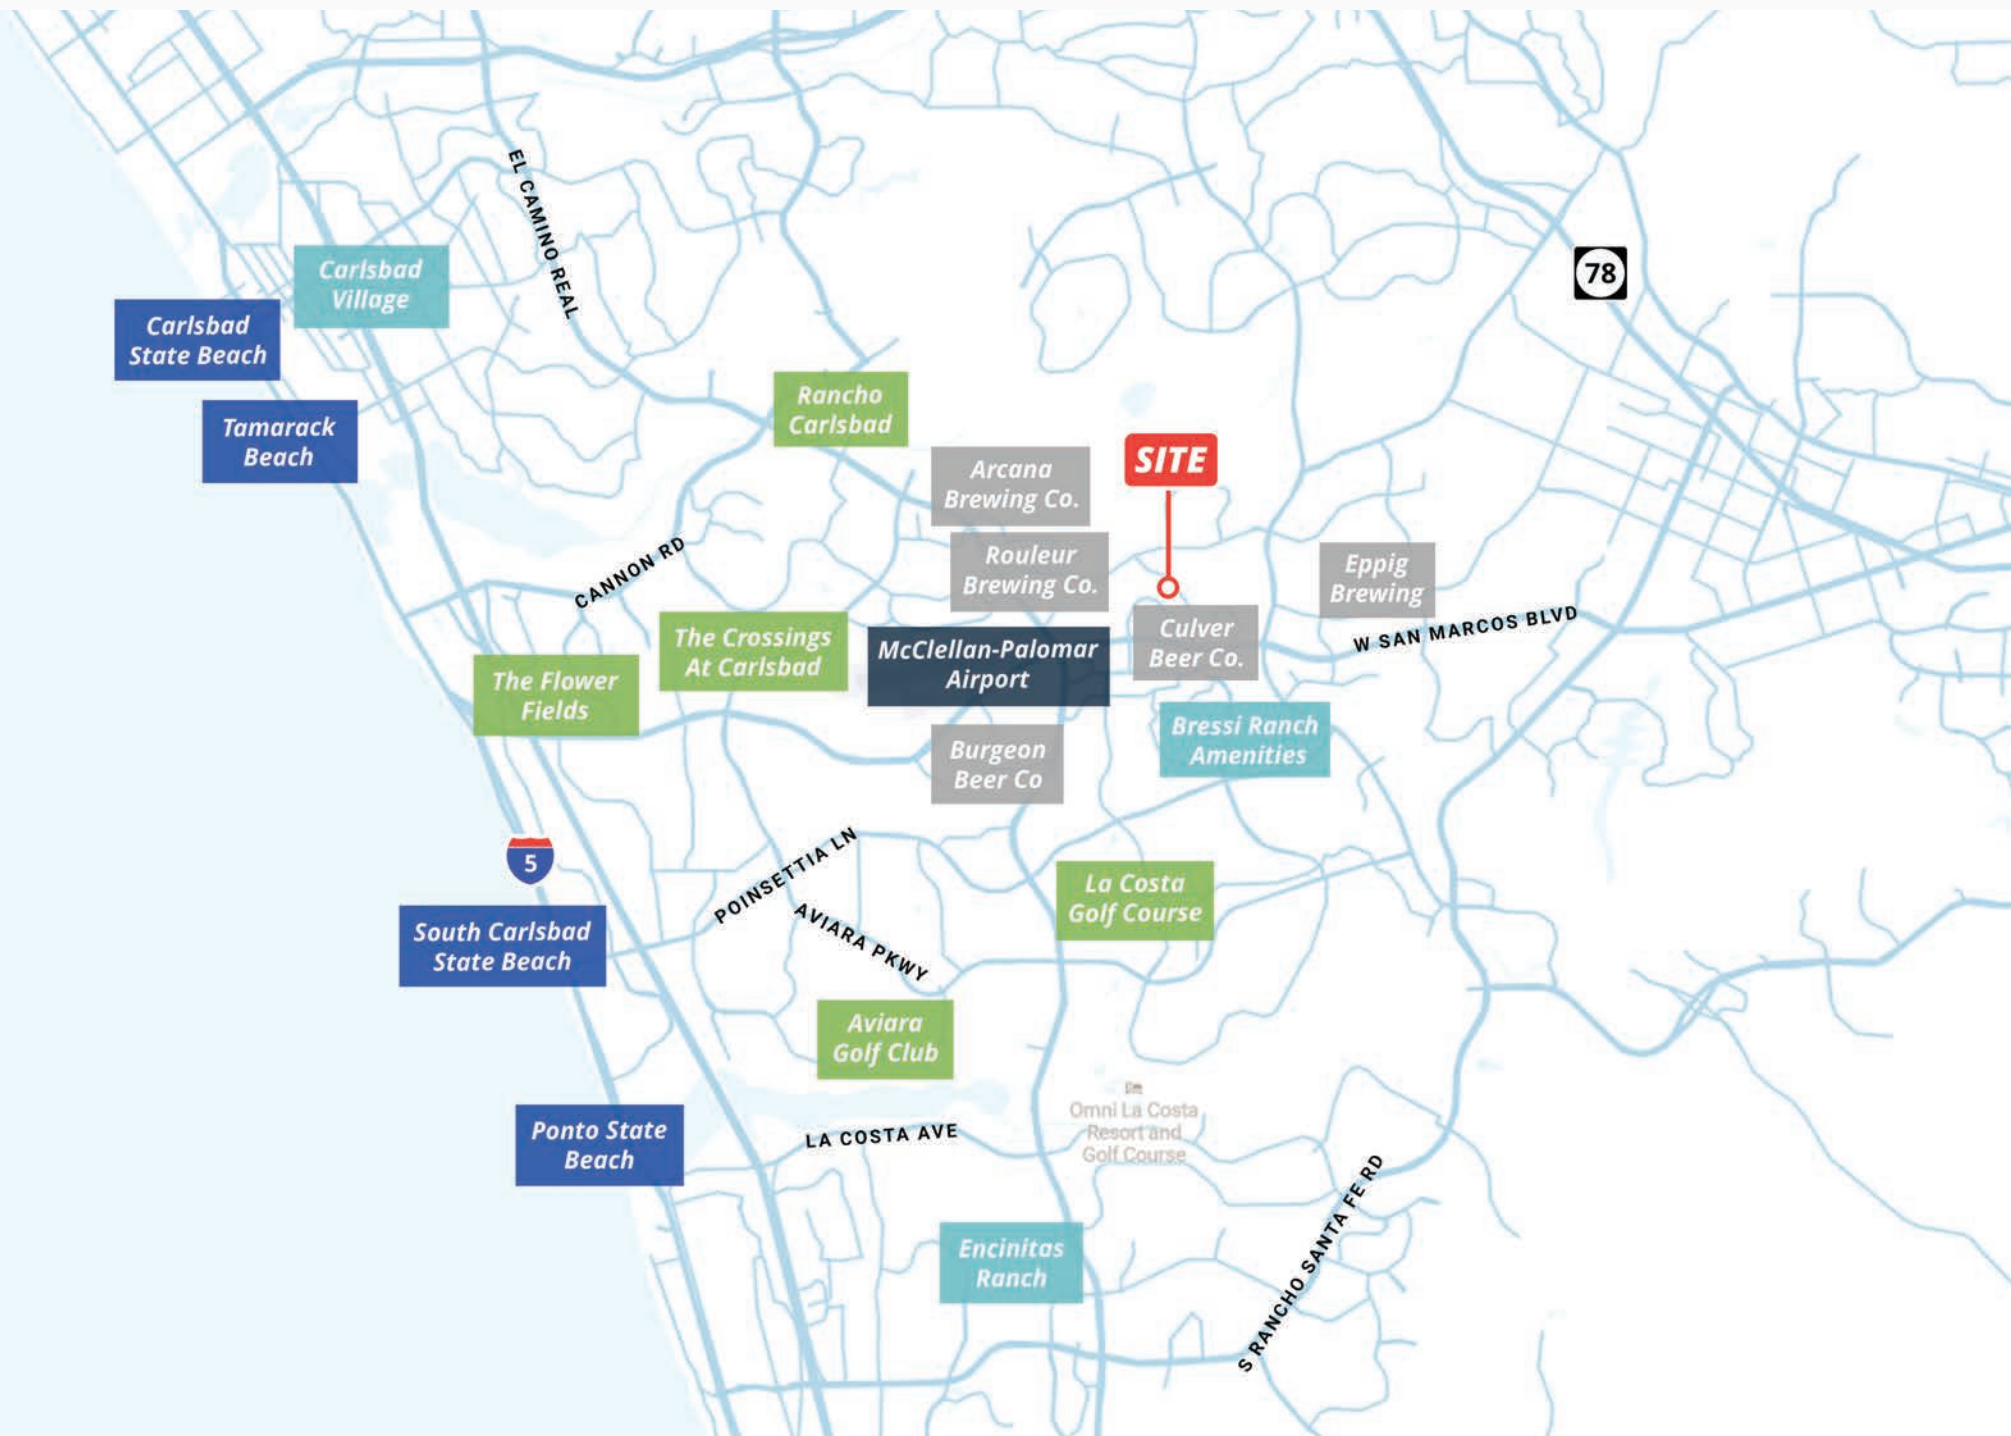 EL CAMINO REAL
78
Carlsbad
Village
Carlsbad
State Beach
Tamarack
Beach
Rancho
Carlsbad
Arcana
Brewing Co.
SITE
Rouleur
Brewing Co.
Eppig
Brewing
CANNON RD
W SAN MARCOS BLVD
The Crossings
At Carlsbad
McClellan-Palomar
Airport
Culver
Beer Co.
The Flower
Fields
Bressi Ranch
Amenities
Burgeon
Beer Co
5
POINSETTIA LN
La Costa
Golf Course
AVIARA PKWY
South Carlsbad
State Beach
Aviara
Golf Club
Omni La Costa
Resort and
Golf Course
LA COSTA AVE
Ponto State
Beach
S RANCHO SANTA FE RD
Encinitas
Ranch